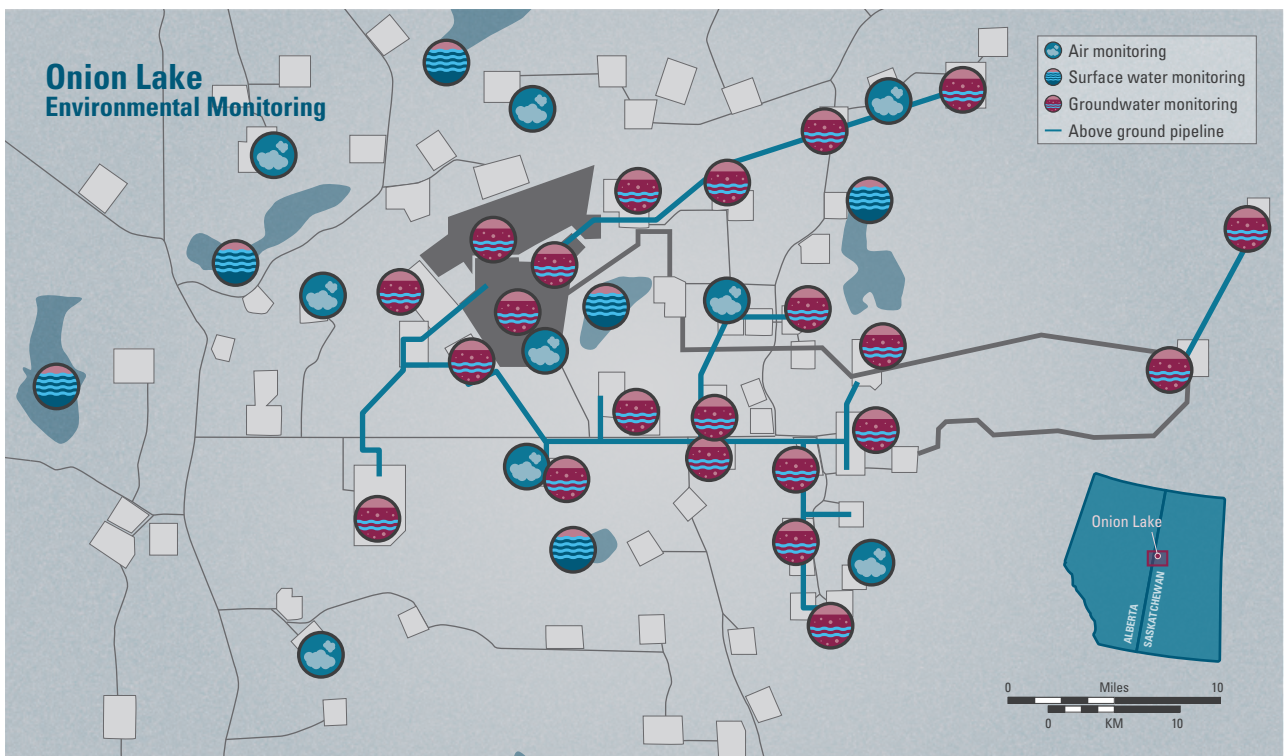 Onion Lake
Environmental Monitoring
Air monitoring
Surface water monitoring
Groundwater monitoring
Above ground pipeline
Onion Lake
ALBERTA
SASKATCHEWAN
0 Miles 10
0 KM 10